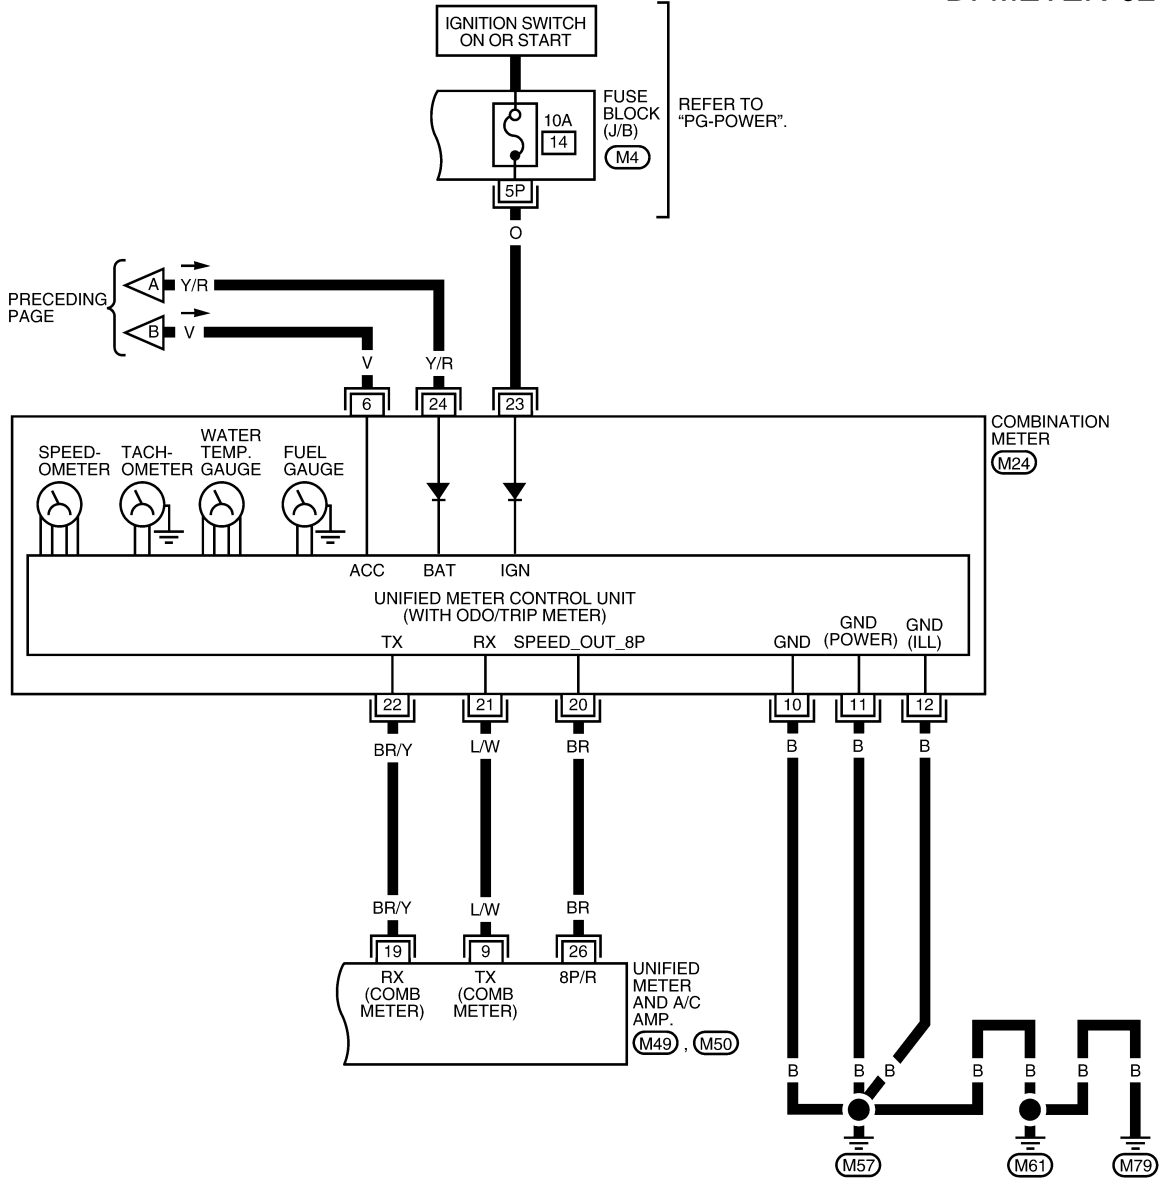 IGNITION SWITCH
ON OR START
FUSE
BLOCK
(J/B)
M4
10A
14
5P
REFER TO
“PG-POWER”.
O
PRECEDING
PAGE
A
Y/R
B
V
V
Y/R
6
24
23
COMBINATION
METER
M24
SPEED-
OMETER
TACH-
OMETER
WATER
TEMP.
GAUGE
FUEL
GAUGE
ACC
BAT
IGN
UNIFIED METER CONTROL UNIT
(WITH ODO/TRIP METER)
TX
RX
SPEED_OUT_8P
GND
GND
(POWER)
GND
(ILL)
22
21
20
10
11
12
BR/Y
L/W
BR
B
B
B
BR/Y
L/W
BR
19
9
26
RX
(COMB
METER)
TX
(COMB
METER)
8P/R
UNIFIED
METER
AND A/C
AMP.
M49 , M50
B
B
B
B
B
B
B
M57
M61
M79